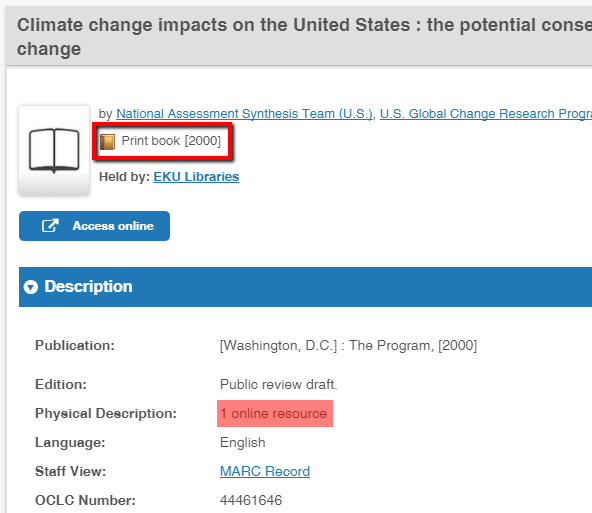 Climate change impacts on the United States : the potential conse
change
by National Assessment Synthesis Team (U.S.), U.S. Global Change Research Progra
Print book [2000]
Held by: EKU Libraries
Access online
Description
Publication: [Washington, D.C.] : The Program, [2000]
Edition: Public review draft.
Physical Description: 1 online resource
Language: English
Staff View: MARC Record
OCLC Number: 44461646